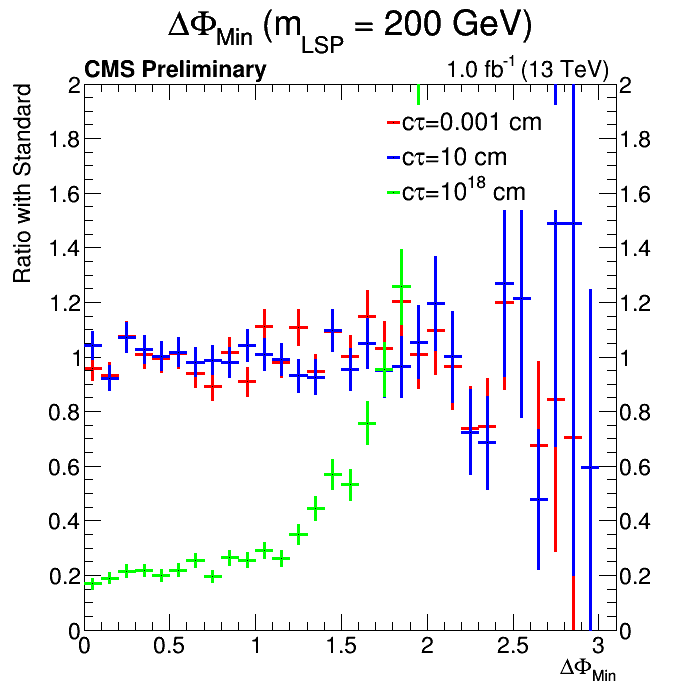 ΔΦ_Min (m_LSP = 200 GeV)
CMS Preliminary 1.0 fb⁻¹ (13 TeV)
Ratio with Standard
cτ=0.001 cm
cτ=10 cm
cτ=10¹⁸ cm
2 2
1.8 1.8
1.6 1.6
1.4 1.4
1.2 1.2
1 1
0.8 0.8
0.6 0.6
0.4 0.4
0.2 0.2
0 0
0 0.5 1 1.5 2 2.5 3
ΔΦ_Min